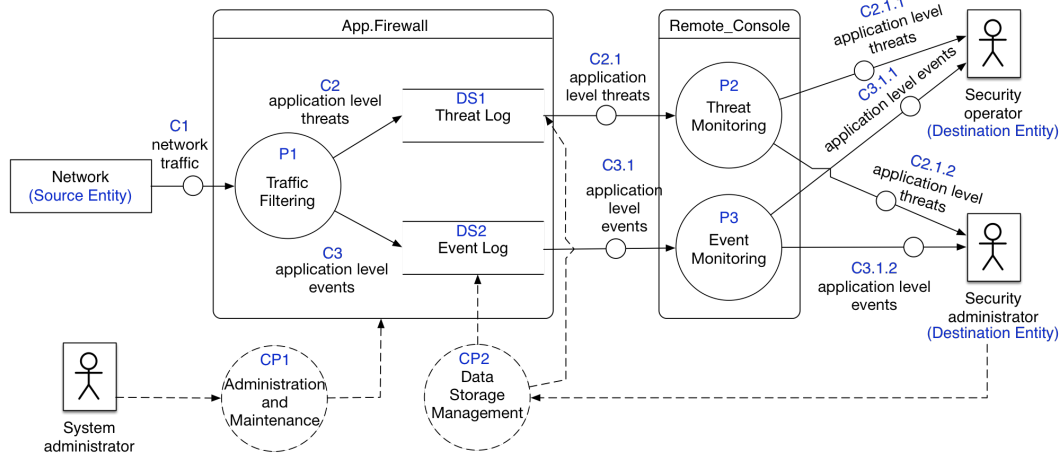 App.Firewall
Remote_Console
C2.1.1
application level
threats
C2
application level
threats
DS1
Threat Log
C2.1
application
level threats
P2
Threat
Monitoring
C3.1.1
application level events
Security
operator
(Destination Entity)
C1
network
traffic
P1
Traffic
Filtering
Network
(Source Entity)
C3.1
application
level
events
C2.1.2
application level
threats
C3
application level
events
DS2
Event Log
P3
Event
Monitoring
C3.1.2
application level
events
Security
administrator
(Destination Entity)
CP1
Administration
and
Maintenance
CP2
Data
Storage
Management
System
administrator